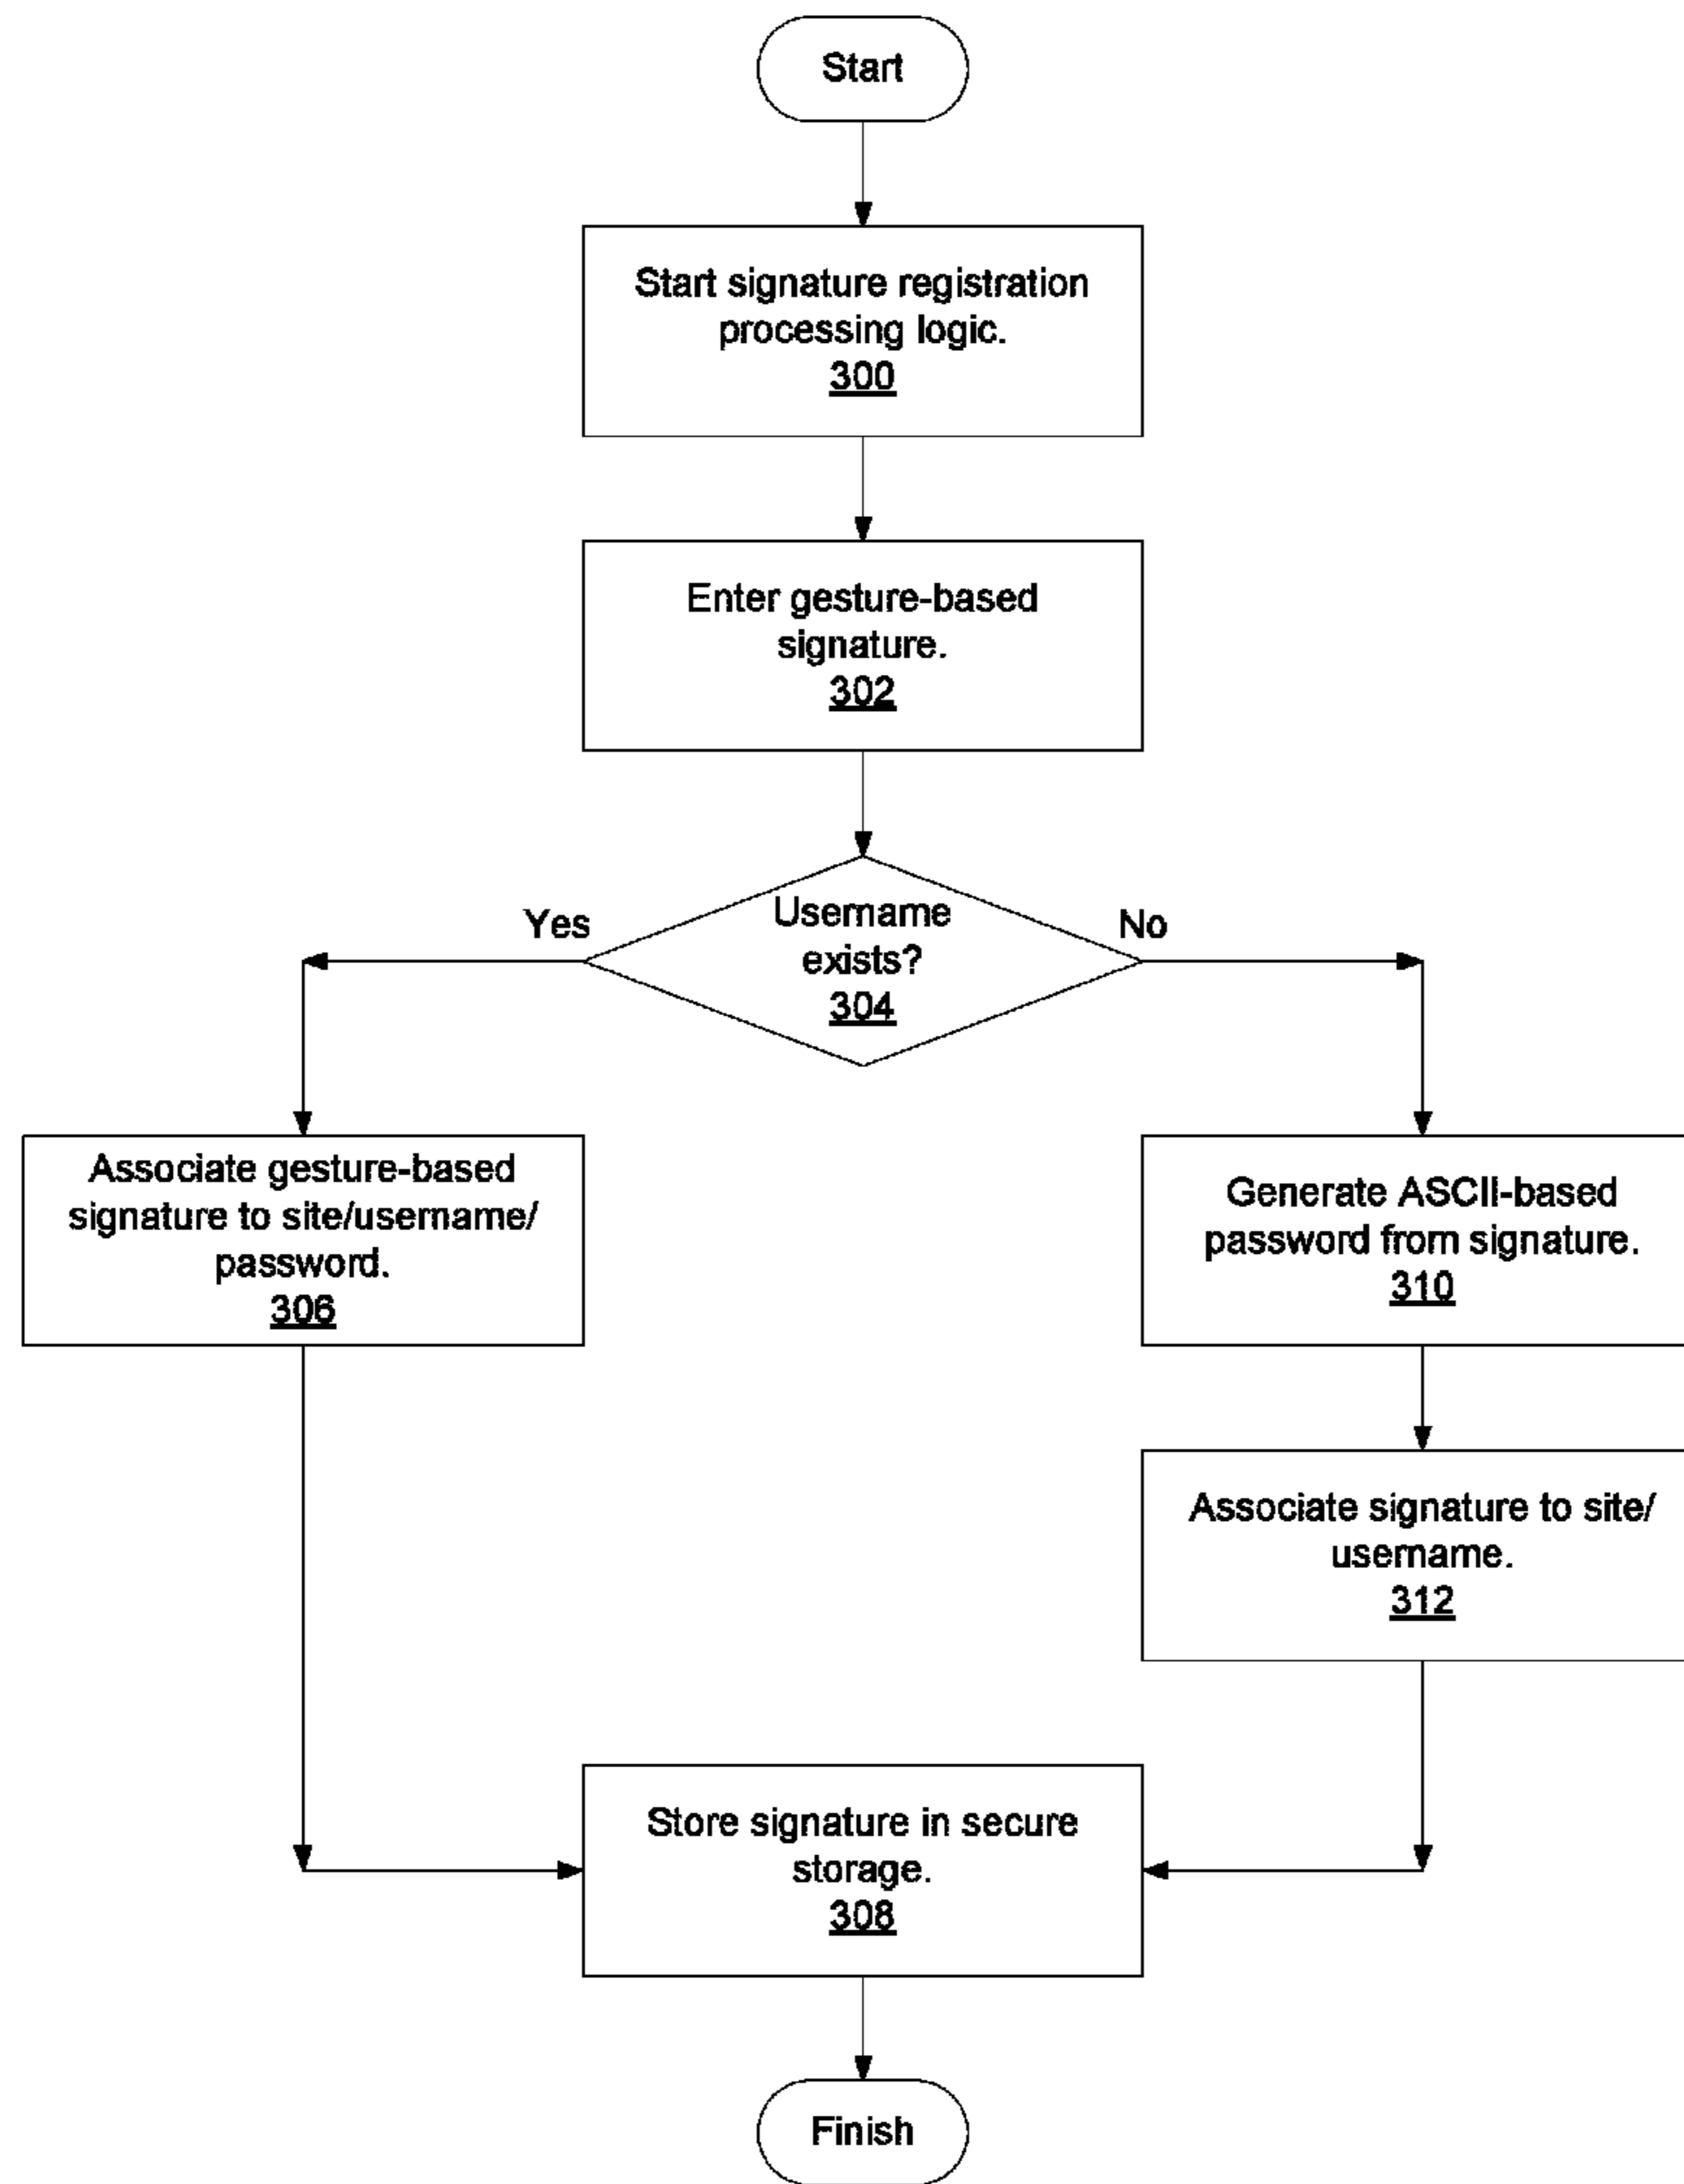 Start
Start signature registration
processing logic.
300
Enter gesture-based
signature.
302
Username
exists?
304
Yes
No
Associate gesture-based
signature to site/username/
password.
306
Generate ASCII-based
password from signature.
310
Associate signature to site/
username.
312
Store signature in secure
storage.
308
Finish